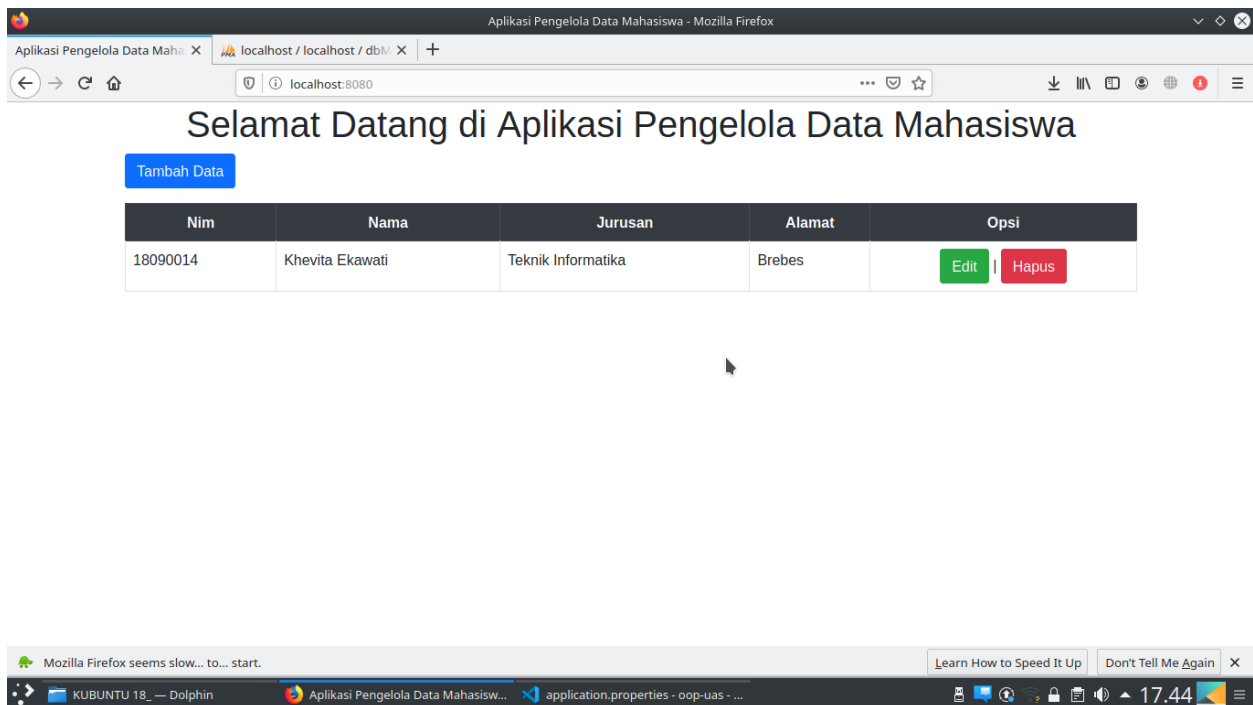 Aplikasi Pengelola Data Mahasiswa - Mozilla Firefox
Aplikasi Pengelola Data Maha
localhost / localhost / dbM
localhost:8080
Selamat Datang di Aplikasi Pengelola Data Mahasiswa
Tambah Data
Nim Nama Jurusan Alamat Opsi
18090014 Khevita Ekawati Teknik Informatika Brebes Edit | Hapus
Mozilla Firefox seems slow... to... start. Learn How to Speed It Up Don't Tell Me Again
KUBUNTU 18_ — Dolphin Aplikasi Pengelola Data Mahasisw... application.properties - oop-uas - ... 17.44